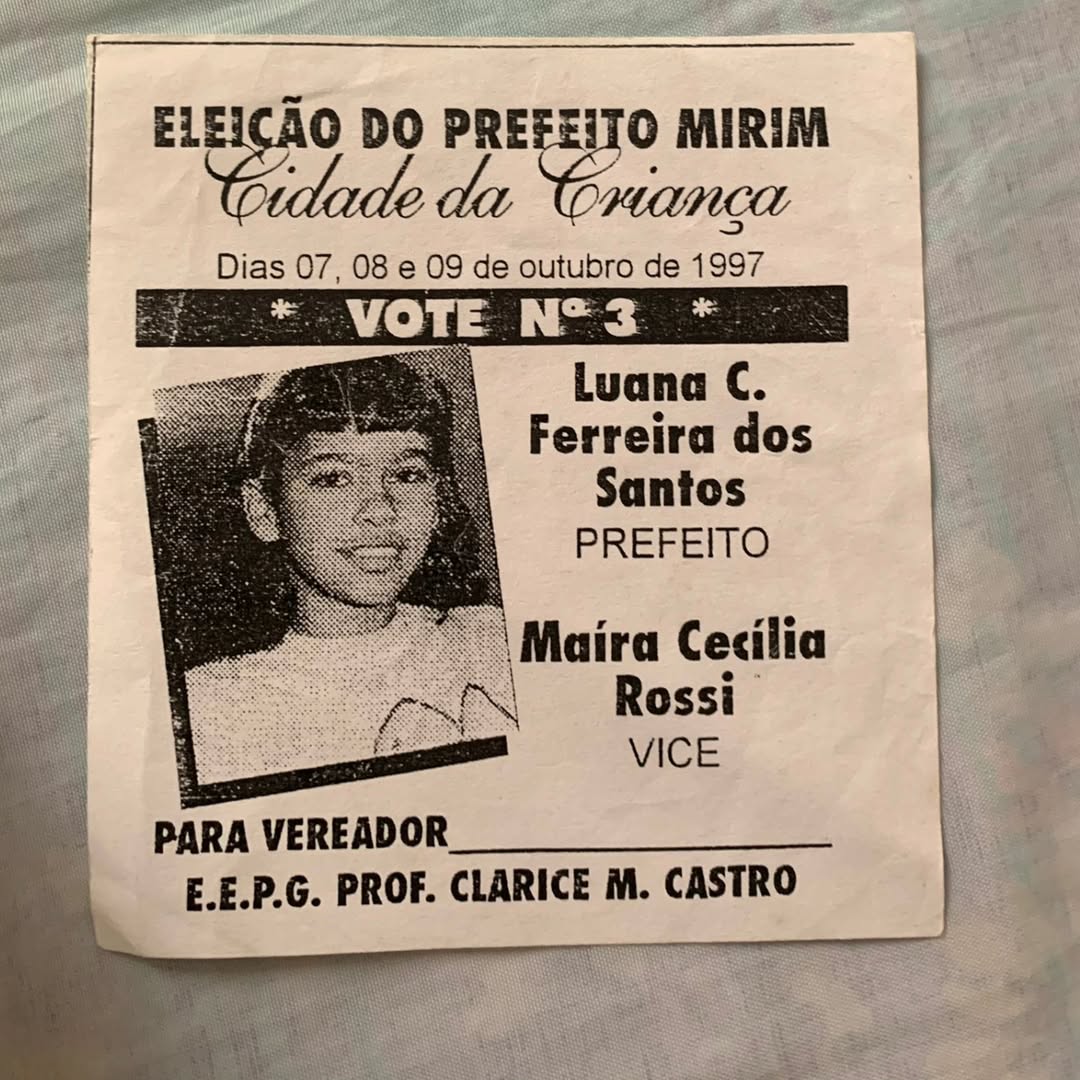 ELEIÇÃO DO PREFEITO MIRIM
Cidade da Criança
Dias 07, 08 e 09 de outubro de 1997
* VOTE Nº 3 *
Luana C.
Ferreira dos
Santos
PREFEITO
Maíra Cecília
Rossi
VICE
PARA VEREADOR____________________
E.E.P.G. PROF. CLARICE M. CASTRO